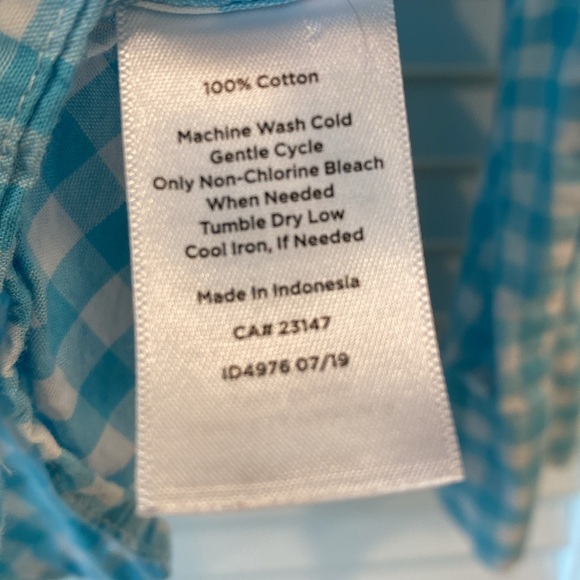 100% Cotton
Machine Wash Cold
Gentle Cycle
Only Non-Chlorine Bleach
When Needed
Tumble Dry Low
Cool Iron, If Needed
Made In Indonesia
CA# 23147
ID4976 07/19